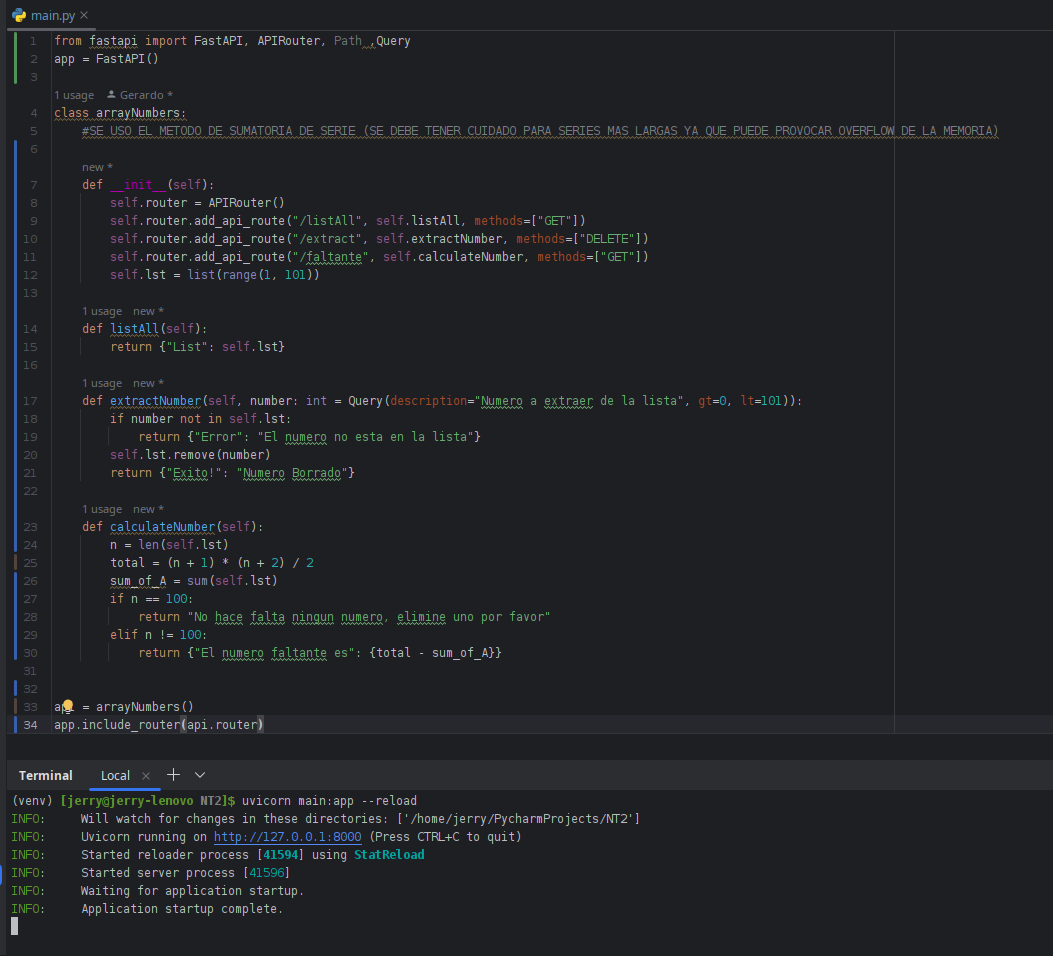 main.py ×
1 from fastapi import FastAPI, APIRouter, Path ,Query
2 app = FastAPI()
3
1 usage Gerardo *
4 class arrayNumbers:
5 #SE USO EL METODO DE SUMATORIA DE SERIE (SE DEBE TENER CUIDADO PARA SERIES MAS LARGAS YA QUE PUEDE PROVOCAR OVERFLOW DE LA MEMORIA)
6
new *
7 def __init__(self):
8 self.router = APIRouter()
9 self.router.add_api_route("/listAll", self.listAll, methods=["GET"])
10 self.router.add_api_route("/extract", self.extractNumber, methods=["DELETE"])
11 self.router.add_api_route("/faltante", self.calculateNumber, methods=["GET"])
12 self.lst = list(range(1, 101))
13
1 usage new *
14 def listAll(self):
15 return {"List": self.lst}
16
1 usage new *
17 def extractNumber(self, number: int = Query(description="Numero a extraer de la lista", gt=0, lt=101)):
18 if number not in self.lst:
19 return {"Error": "El numero no esta en la lista"}
20 self.lst.remove(number)
21 return {"Exito!": "Numero Borrado"}
22
1 usage new *
23 def calculateNumber(self):
24 n = len(self.lst)
25 total = (n + 1) * (n + 2) / 2
26 sum_of_A = sum(self.lst)
27 if n == 100:
28 return "No hace falta ningun numero, elimine uno por favor"
29 elif n != 100:
30 return {"El numero faltante es": {total - sum_of_A}}
31
32
33 api = arrayNumbers()
34 app.include_router(api.router)
Terminal Local × + 
(venv) [jerry@jerry-lenovo NT2]$ uvicorn main:app --reload
INFO: Will watch for changes in these directories: ['/home/jerry/PycharmProjects/NT2']
INFO: Uvicorn running on http://127.0.0.1:8000 (Press CTRL+C to quit)
INFO: Started reloader process [41594] using StatReload
INFO: Started server process [41596]
INFO: Waiting for application startup.
INFO: Application startup complete.